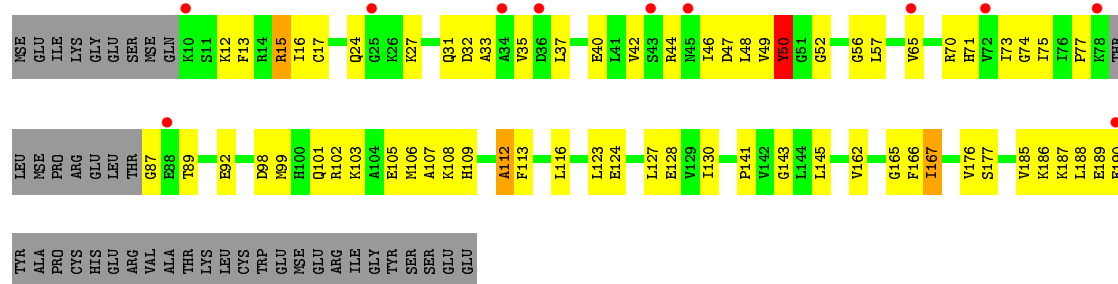 MSE GLU ILE LYS GLY GLU SER MSE GLN K10 S11 K12 F13 R14 R15 I16 C17 Q24 G25 K26 K27 Q31 D32 A33 A34 V35 D36 L37 E40 L41 V42 S43 R44 N45 I46 D47 L48 V49 Y50 G51 G52 G56 L57 V65 R70 H71 V72 I73 G74 I75 I76 P77 K78 THR
LEU MSE PRO ARG GLU LEU THR G87 E88 T89 E92 D98 M99 H100 Q101 R102 K103 A104 E105 M106 A107 K108 H109 A112 F113 L116 L123 E124 L127 E128 V129 I130 P141 V142 G143 L144 L145 V162 G165 F166 I167 V176 S177 V185 K186 K187 L188 E189
TYR ALA PRO CYS HIS GLU ARG VAL ALA THR LYS LEU CYS TRP GLU MSE GLU ARG ILE GLY TYR SER SER GLU GLU